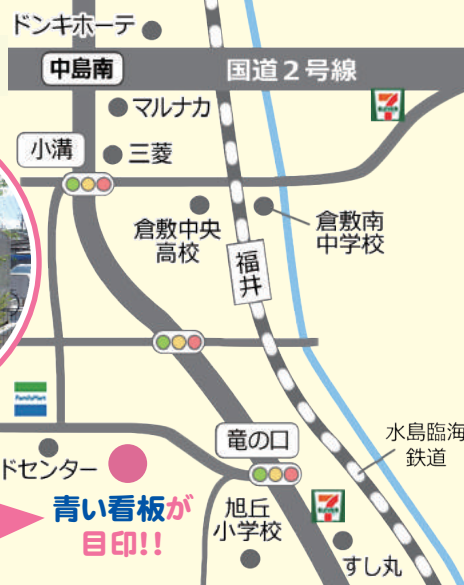 ドンキホーテ
中島南
国道2号線
マルナカ
小溝
三菱
倉敷中央
高校
倉敷南
中学校
福井
FamilyMart
竜の口
水島臨海
鉄道
ドセンター
青い看板が
目印!!
旭丘
小学校
すし丸